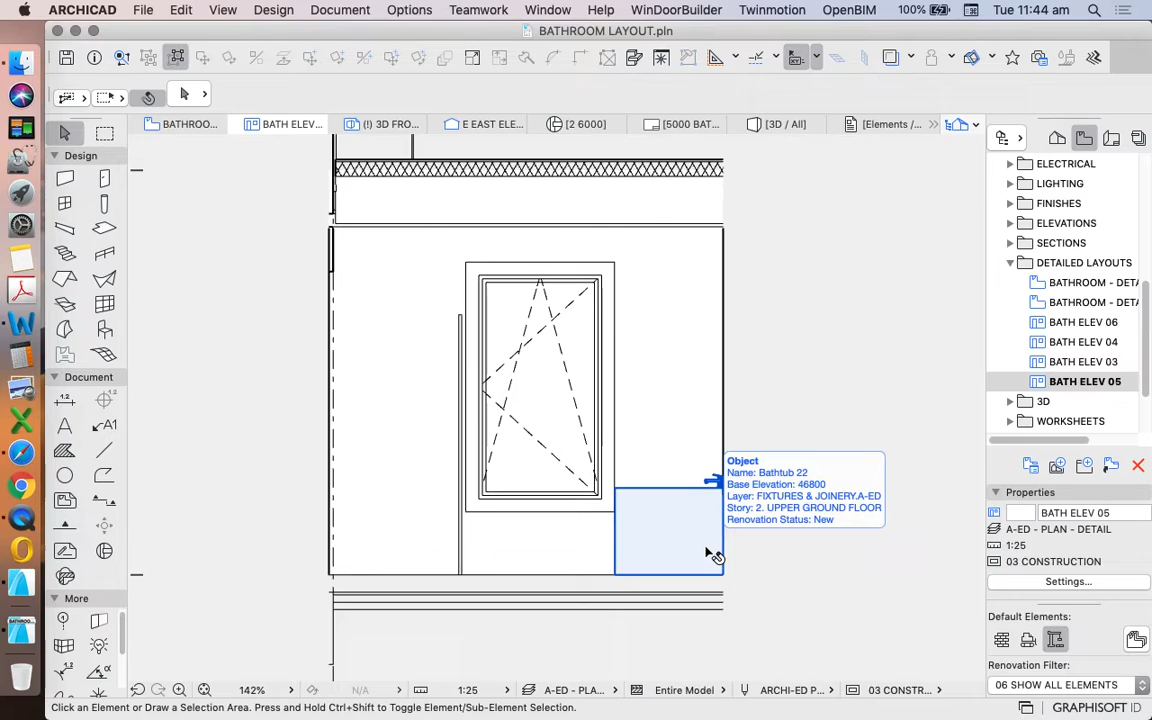 ARCHICAD File Edit View Design Document Options Teamwork Window Help WinDoorBuilder Twinmotion OpenBIM 100% Tue 11:44 am
BATHROOM LAYOUT.pln
BATHROO... BATH ELEV... (!) 3D FRO... E EAST ELE... [2 6000] [5000 BAT... [3D / All] [Elements /...
Design
Document
A1
More
Object
Name: Bathtub 22
Base Elevation: 46800
Layer: FIXTURES & JOINERY.A-ED
Story: 2. UPPER GROUND FLOOR
Renovation Status: New
ELECTRICAL
LIGHTING
FINISHES
ELEVATIONS
SECTIONS
DETAILED LAYOUTS
BATHROOM - DETA
BATHROOM - DETA
BATH ELEV 06
BATH ELEV 04
BATH ELEV 03
BATH ELEV 05
3D
WORKSHEETS
Properties
BATH ELEV 05
A-ED - PLAN - DETAIL
1:25
03 CONSTRUCTION
Settings...
Default Elements:
Renovation Filter:
06 SHOW ALL ELEMENTS
142% N/A 1:25 A-ED - PLA... Entire Model ARCHI-ED P... 03 CONSTR...
Click an Element or Draw a Selection Area. Press and Hold Ctrl+Shift to Toggle Element/Sub-Element Selection.
GRAPHISOFT ID